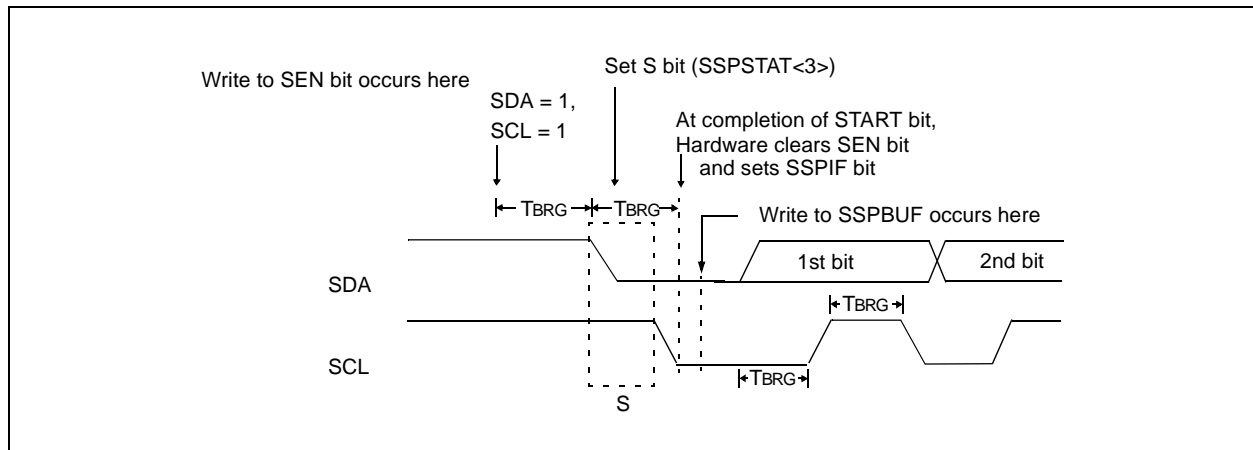 Write to SEN bit occurs here
Set S bit (SSPSTAT<3>)
SDA = 1,
SCL = 1
At completion of START bit,
Hardware clears SEN bit
and sets SSPIF bit
TBRG
TBRG
Write to SSPBUF occurs here
SDA
1st bit
2nd bit
TBRG
SCL
TBRG
S